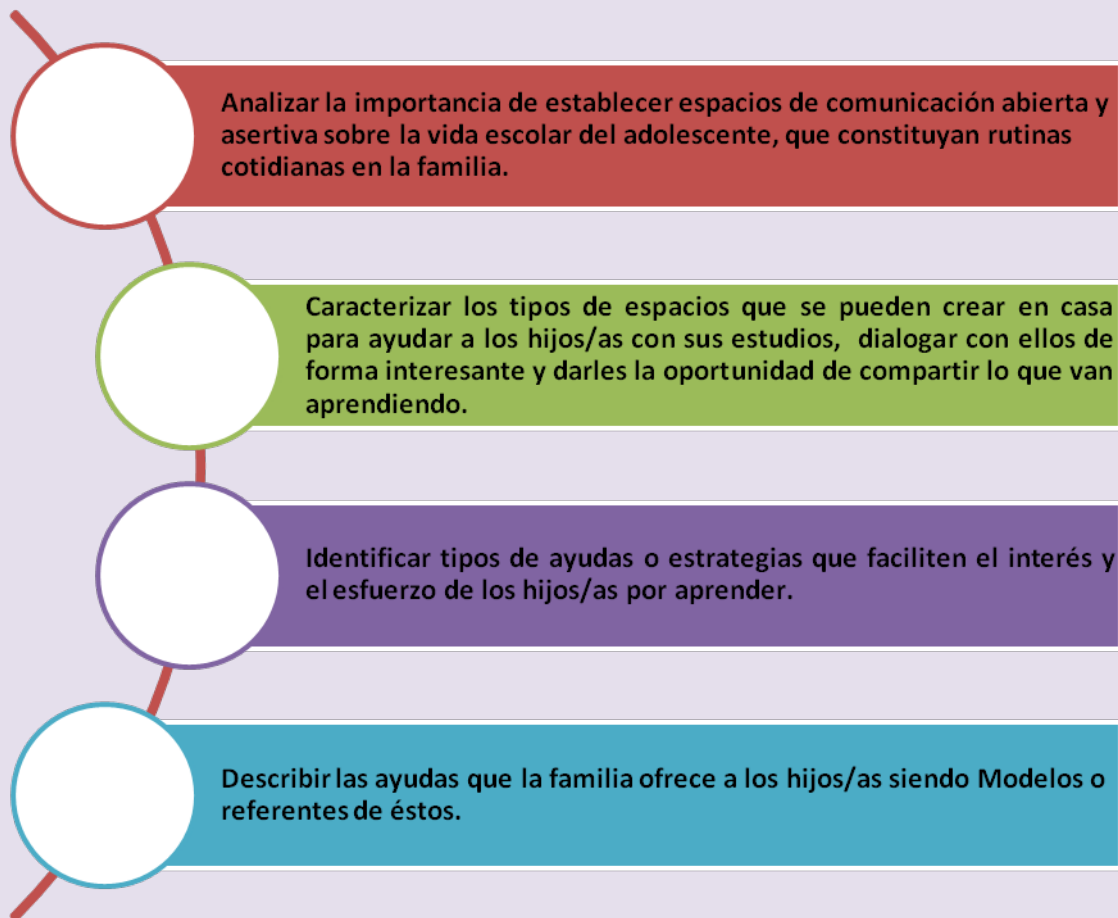 Analizar la importancia de establecer espacios de comunicación abierta y
asertiva sobre la vida escolar del adolescente, que constituyan rutinas
cotidianas en la familia.
Caracterizar los tipos de espacios que se pueden crear en casa
para ayudar a los hijos/as con sus estudios, dialogar con ellos de
forma interesante y darles la oportunidad de compartir lo que van
aprendiendo.
Identificar tipos de ayudas o estrategias que faciliten el interés y
el esfuerzo de los hijos/as por aprender.
Describir las ayudas que la familia ofrece a los hijos/as siendo Modelos o
referentes de éstos.